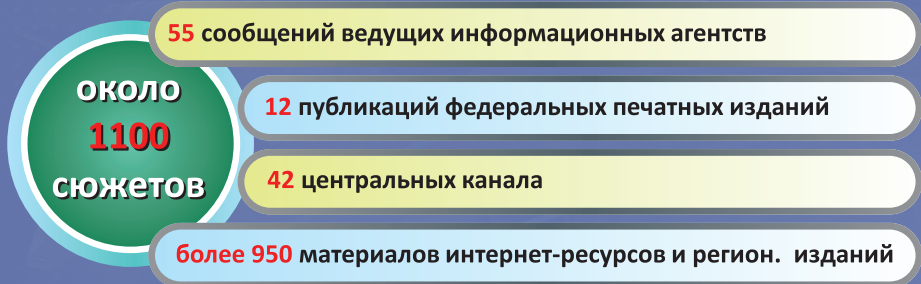 около
1100
сюжетов
55 сообщений ведущих информационных агентств
12 публикаций федеральных печатных изданий
42 центральных канала
более 950 материалов интернет-ресурсов и регион. изданий